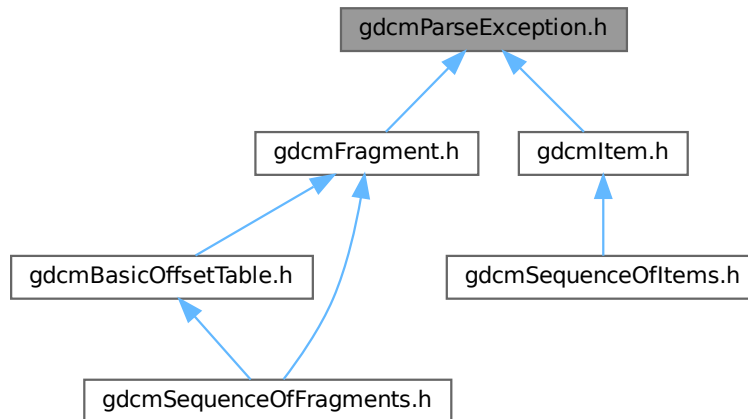 gdcmParseException.h
gdcmFragment.h
gdcmItem.h
gdcmBasicOffsetTable.h
gdcmSequenceOfItems.h
gdcmSequenceOfFragments.h